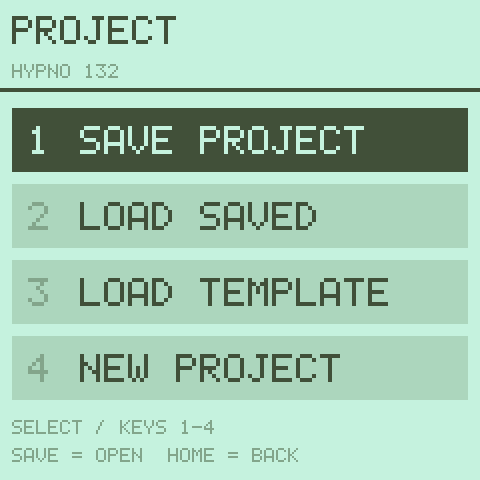 PROJECT
HYPNO 132
1 SAVE PROJECT
2 LOAD SAVED
3 LOAD TEMPLATE
4 NEW PROJECT
SELECT / KEYS 1-4
SAVE = OPEN  HOME = BACK